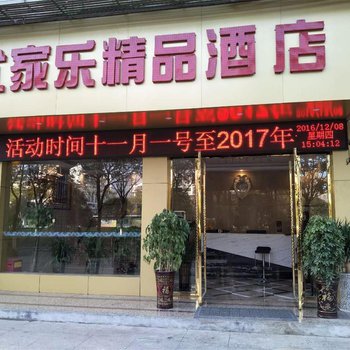 家乐精品酒店
活动时间十一月一号至2017年
2016/12/08
星期四
15:04:12
福